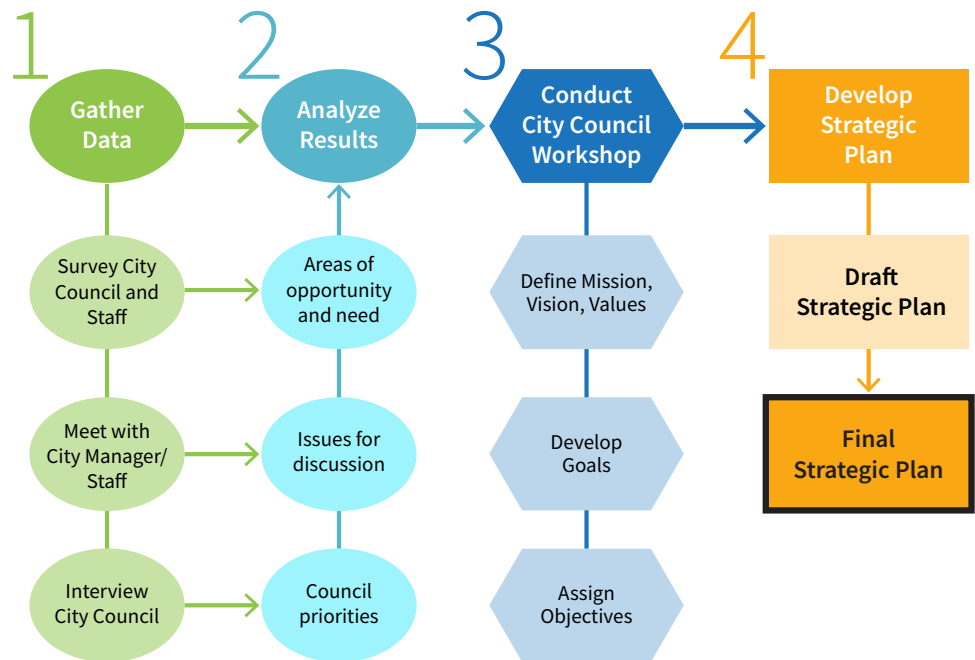 1
Gather
Data
2
Analyze
Results
3
Conduct
City Council
Workshop
4
Develop
Strategic
Plan
Survey City
Council and
Staff
Areas of
opportunity
and need
Define Mission,
Vision, Values
Draft
Strategic Plan
Meet with
City Manager/
Staff
Issues for
discussion
Develop
Goals
Final
Strategic Plan
Interview
City Council
Council
priorities
Assign
Objectives